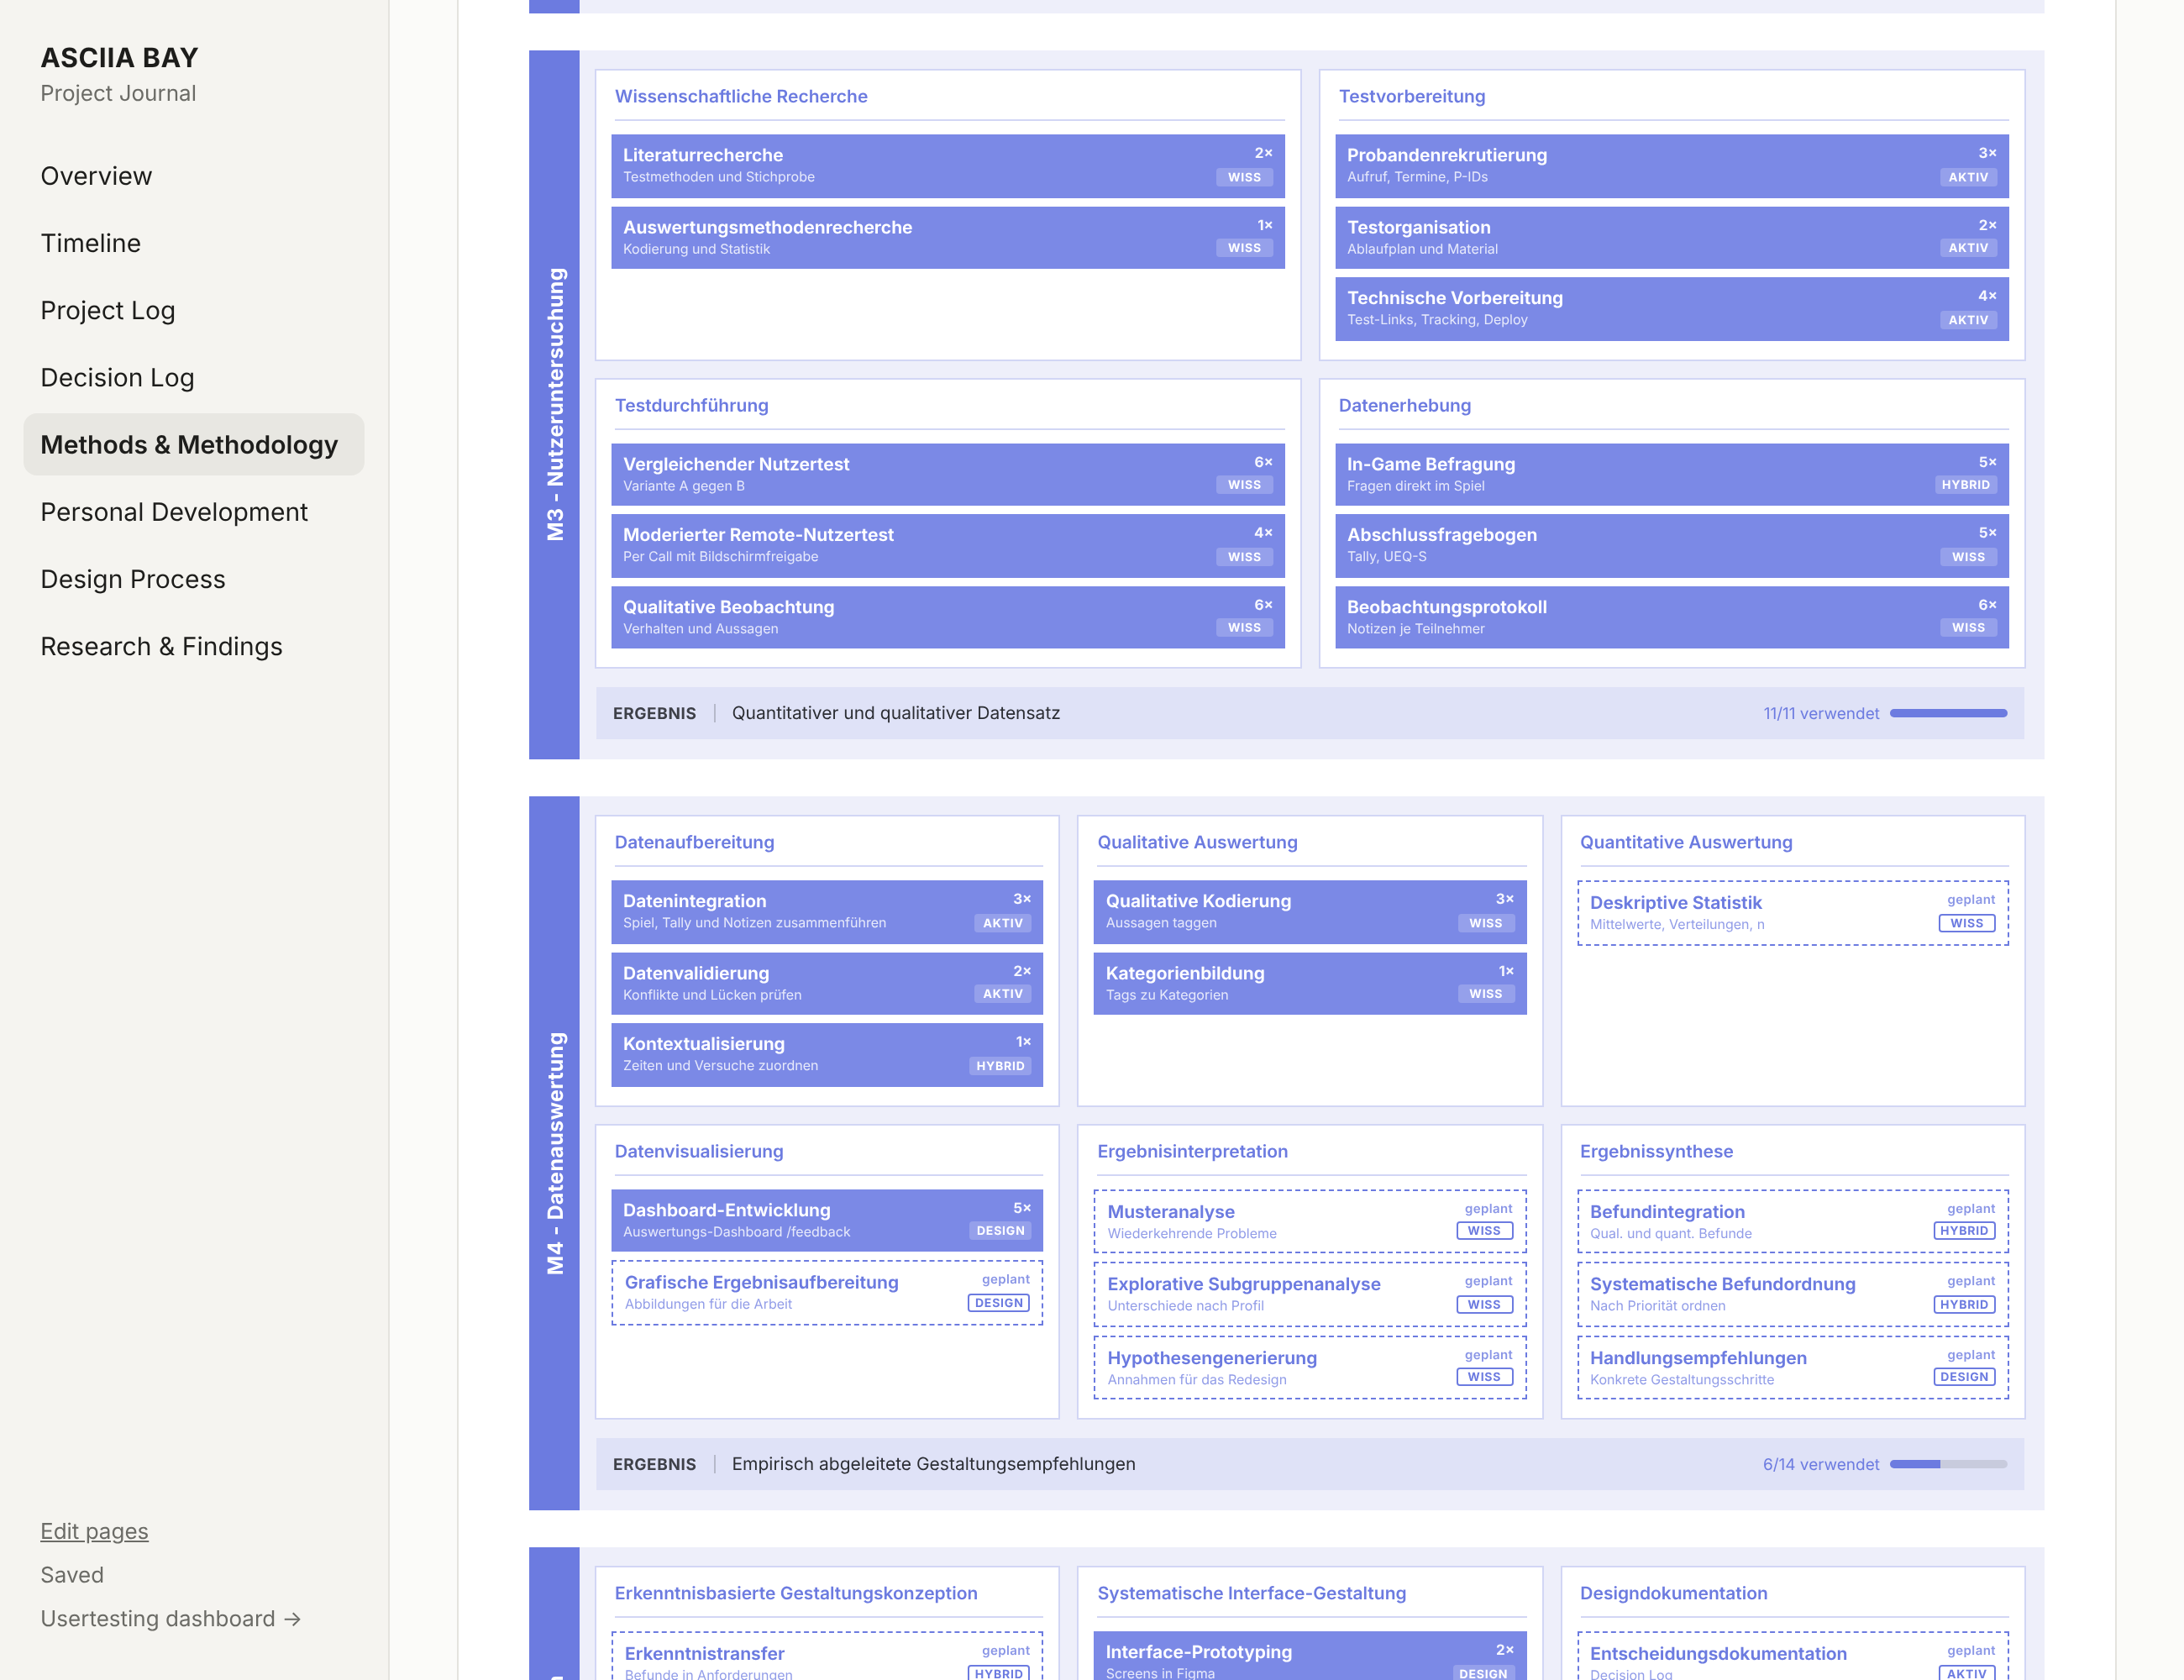 ASCIIA BAY
Project Journal
Overview
Timeline
Project Log
Decision Log
Methods & Methodology
Personal Development
Design Process
Research & Findings
Edit pages
Saved
Usertesting dashboard →
M3 - Nutzeruntersuchung
Wissenschaftliche Recherche
Literaturrecherche 2×
Testmethoden und Stichprobe WISS
Auswertungsmethodenrecherche 1×
Kodierung und Statistik WISS
Testvorbereitung
Probandenrekrutierung 3×
Aufruf, Termine, P-IDs AKTIV
Testorganisation 2×
Ablaufplan und Material AKTIV
Technische Vorbereitung 4×
Test-Links, Tracking, Deploy AKTIV
Testdurchführung
Vergleichender Nutzertest 6×
Variante A gegen B WISS
Moderierter Remote-Nutzertest 4×
Per Call mit Bildschirmfreigabe WISS
Qualitative Beobachtung 6×
Verhalten und Aussagen WISS
Datenerhebung
In-Game Befragung 5×
Fragen direkt im Spiel HYBRID
Abschlussfragebogen 5×
Tally, UEQ-S WISS
Beobachtungsprotokoll 6×
Notizen je Teilnehmer WISS
ERGEBNIS | Quantitativer und qualitativer Datensatz 11/11 verwendet
M4 - Datenauswertung
Datenaufbereitung
Datenintegration 3×
Spiel, Tally und Notizen zusammenführen AKTIV
Datenvalidierung 2×
Konflikte und Lücken prüfen AKTIV
Kontextualisierung 1×
Zeiten und Versuche zuordnen HYBRID
Qualitative Auswertung
Qualitative Kodierung 3×
Aussagen taggen WISS
Kategorienbildung 1×
Tags zu Kategorien WISS
Quantitative Auswertung
Deskriptive Statistik geplant
Mittelwerte, Verteilungen, n WISS
Datenvisualisierung
Dashboard-Entwicklung 5×
Auswertungs-Dashboard /feedback DESIGN
Grafische Ergebnisaufbereitung geplant
Abbildungen für die Arbeit DESIGN
Ergebnisinterpretation
Musteranalyse geplant
Wiederkehrende Probleme WISS
Explorative Subgruppenanalyse geplant
Unterschiede nach Profil WISS
Hypothesengenerierung geplant
Annahmen für das Redesign WISS
Ergebnissynthese
Befundintegration geplant
Qual. und quant. Befunde HYBRID
Systematische Befundordnung geplant
Nach Priorität ordnen HYBRID
Handlungsempfehlungen geplant
Konkrete Gestaltungsschritte DESIGN
ERGEBNIS | Empirisch abgeleitete Gestaltungsempfehlungen 6/14 verwendet
Erkenntnisbasierte Gestaltungskonzeption
Erkenntnistransfer geplant
Befunde in Anforderungen HYBRID
Systematische Interface-Gestaltung
Interface-Prototyping 2×
Screens in Figma DESIGN
Designdokumentation
Entscheidungsdokumentation geplant
Decision Log AKTIV